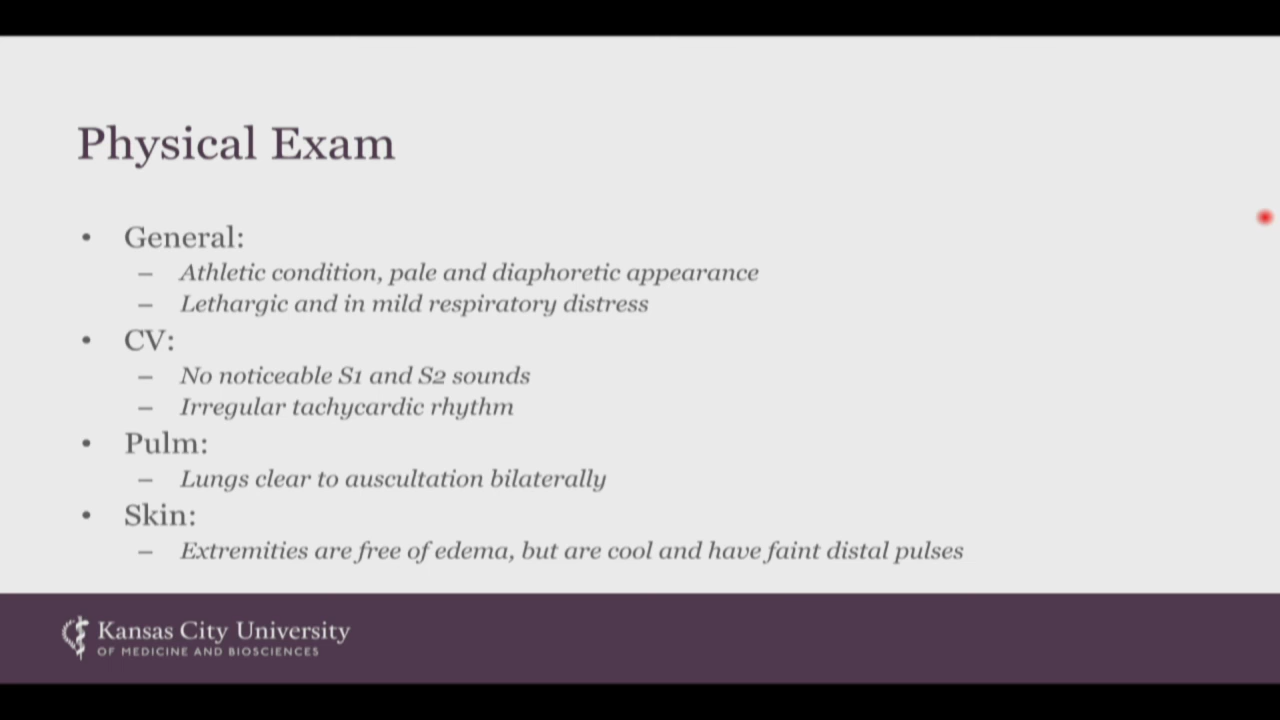 Physical Exam
• General:
– Athletic condition, pale and diaphoretic appearance
– Lethargic and in mild respiratory distress
• CV:
– No noticeable S1 and S2 sounds
– Irregular tachycardic rhythm
• Pulm:
– Lungs clear to auscultation bilaterally
• Skin:
– Extremities are free of edema, but are cool and have faint distal pulses
Kansas City University
OF MEDICINE AND BIOSCIENCES